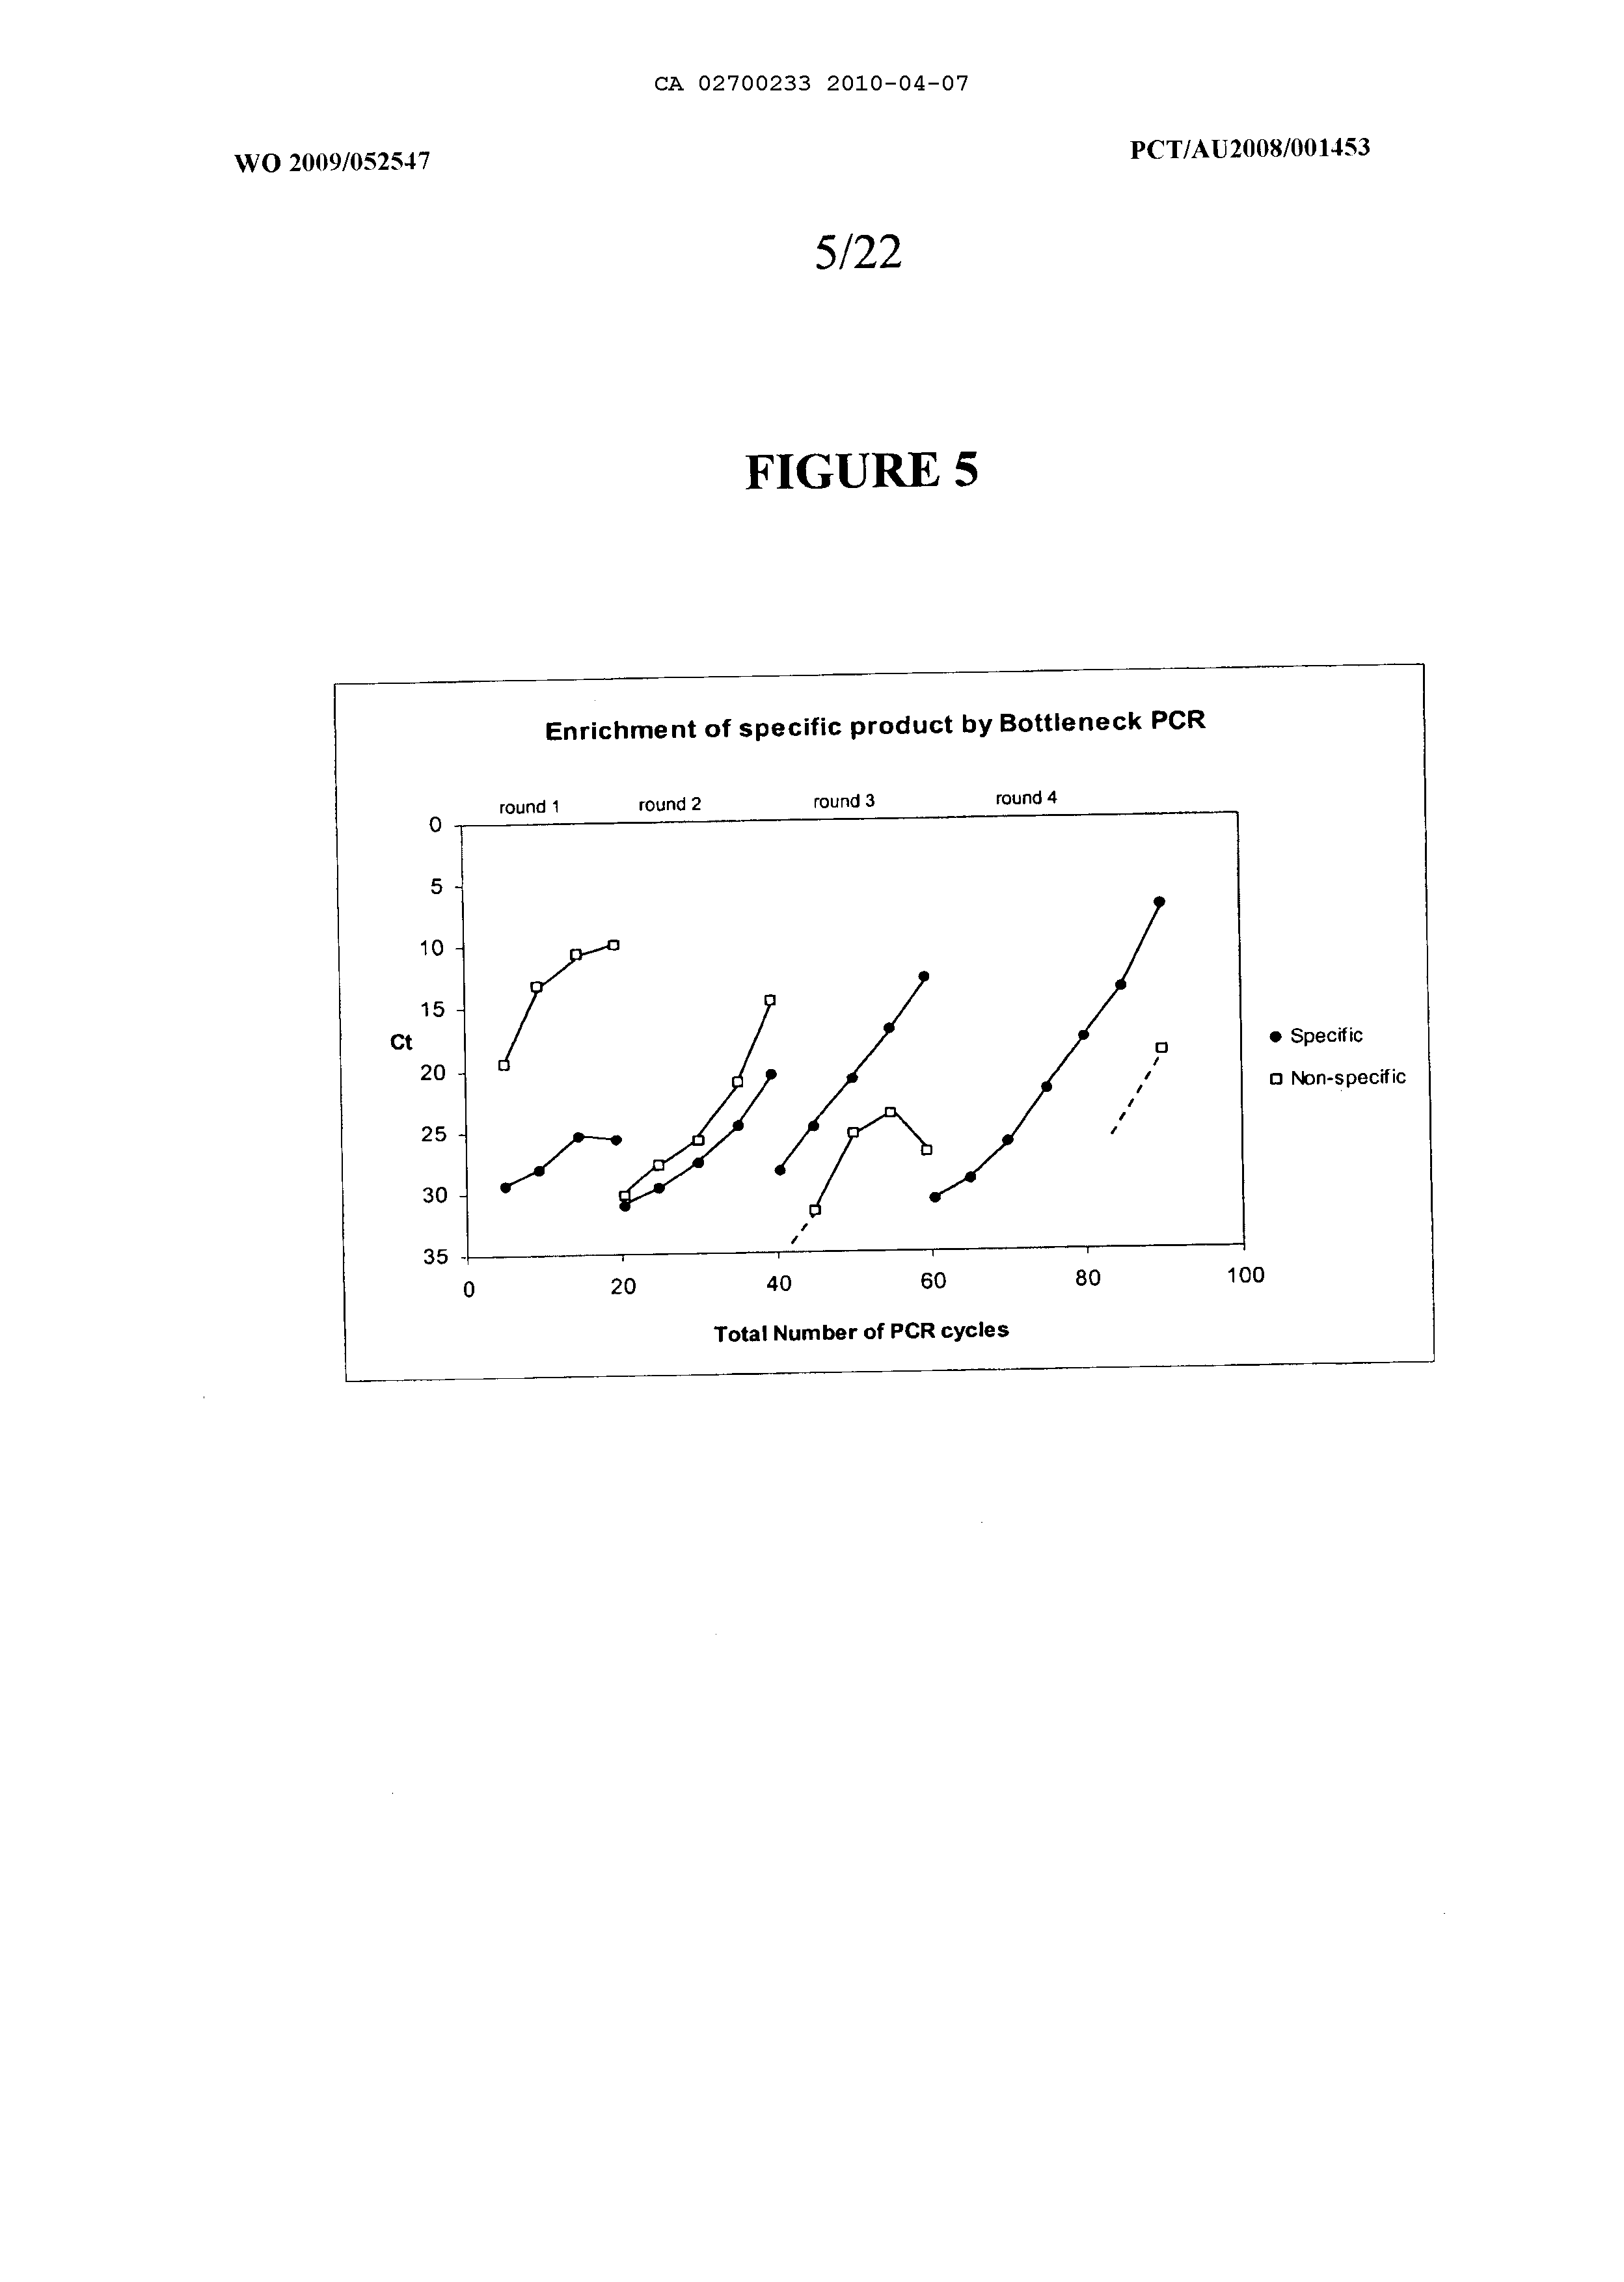 CA 02700233 2010-04-07
WO 2009/052547
PCT/AU2008/001453
5/22
FIGURE 5
Enrichment of specific product by Bottleneck PCR
round 1 round 2 round 3 round 4
0
5
10
15
Ct
20
25
30
35
0 20 40 60 80 100
Total Number of PCR cycles
Specific
Non-specific